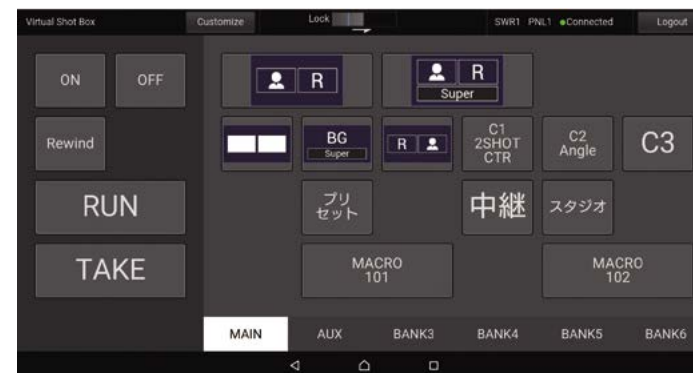 Virtual Shot Box
Customize
Lock
SWR1 PNL1 Connected
Logout
ON
OFF
R
R
Super
Rewind
BG
Super
R
C1
2SHOT
CTR
C2
Angle
C3
RUN
プリ
セット
中継
スタジオ
TAKE
MACRO
101
MACRO
102
MAIN
AUX
BANK3
BANK4
BANK5
BANK6